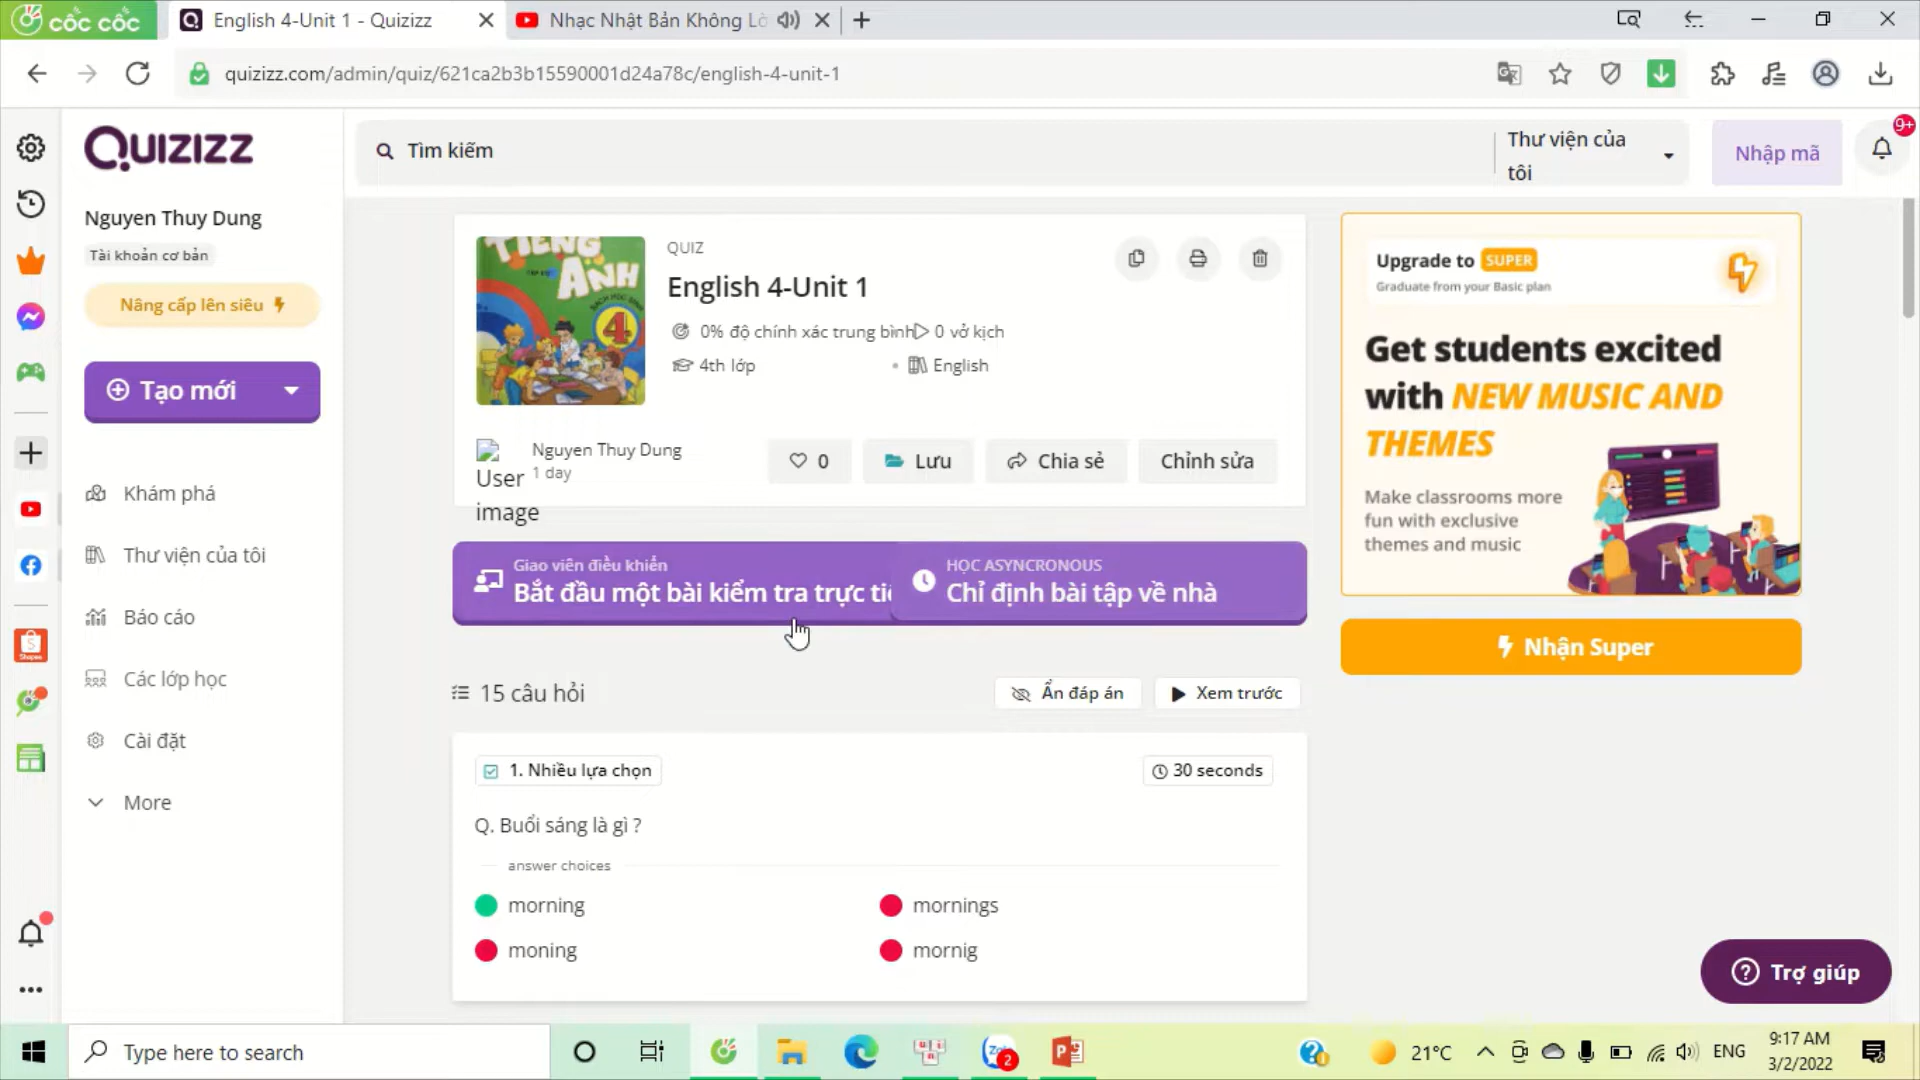 cốc cốc
English 4-Unit 1 - Quizizz
Nhạc Nhật Bản Không Lờ
quizizz.com/admin/quiz/621ca2b3b15590001d24a78c/english-4-unit-1
QUIZIZZ
Tìm kiếm
Thư viện của
tôi
Nhập mã
9+
Nguyen Thuy Dung
Tài khoản cơ bản
Nâng cấp lên siêu
Tạo mới
Khám phá
Thư viện của tôi
Báo cáo
Các lớp học
Cài đặt
More
Shopee
TIẾNG
ANH
4
QUIZ
English 4-Unit 1
0% độ chính xác trung bình
0 vở kịch
4th lớp
English
User
image
Nguyen Thuy Dung
1 day
0
Lưu
Chia sẻ
Chỉnh sửa
Giao viên điều khiển
Bắt đầu một bài kiểm tra trực tiế
HỌC ASYNCRONOUS
Chỉ định bài tập về nhà
15 câu hỏi
Ẩn đáp án
Xem trước
1. Nhiều lựa chọn
30 seconds
Q. Buổi sáng là gì ?
answer choices
morning
mornings
moning
mornig
Upgrade to SUPER
Graduate from your Basic plan
Get students excited
with NEW MUSIC AND
THEMES
Make classrooms more
fun with exclusive
themes and music
Nhận Super
Trợ giúp
Type here to search
Zalo
2
21°C
ENG
9:17 AM
3/2/2022